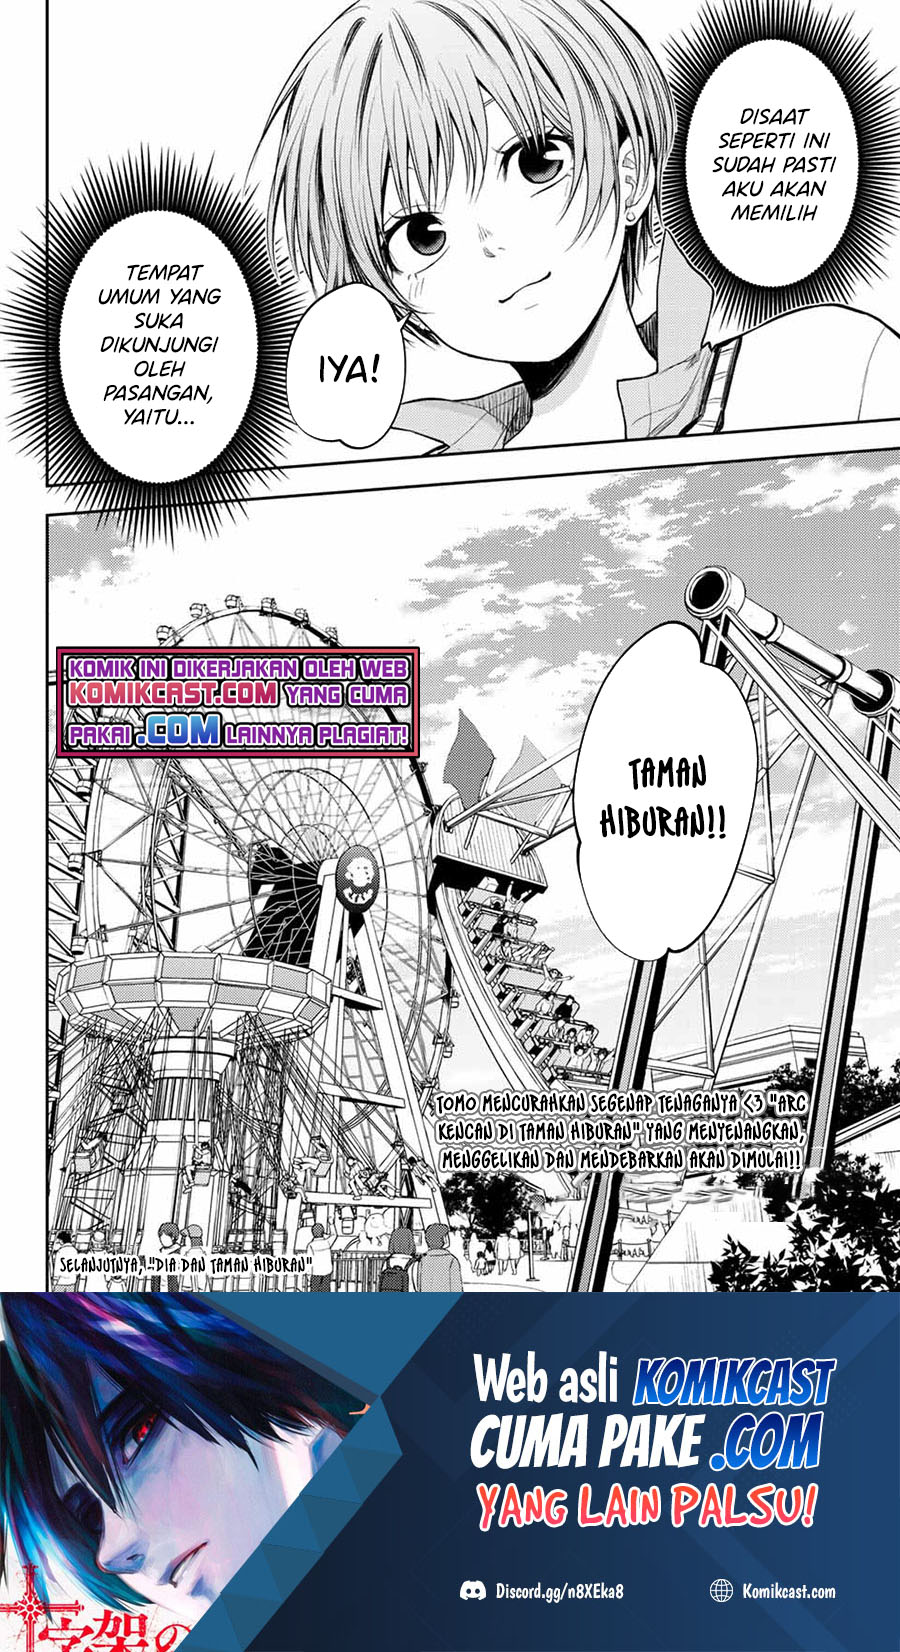 DISAAT
SEPERTI INI
SUDAH PASTI
AKU AKAN
MEMILIH
TEMPAT
UMUM YANG
SUKA
DIKUNJUNGI
OLEH
PASANGAN,
YAITU...
IYA!
KOMIK INI DIKERJAKAN OLEH WEB
KOMIKCAST.COM YANG CUMA
PAKAI .COM LAINNYA PLAGIAT!
TAMAN
HIBURAN!!
TOMO MENCURAHKAN SEGENAP TENAGANYA <3 "ARC
KENCAN DI TAMAN HIBURAN" YANG MENYENANGKAN,
MENGGELIKAN DAN MENDEBARKAN AKAN DIMULAI!!
SELANJUTNYA, "DIA DAN TAMAN HIBURAN"
Web asli KOMIKCAST
CUMA PAKE .COM
YANG LAIN PALSU!
Discord.gg/n8XEka8
Komikcast.com
字架の